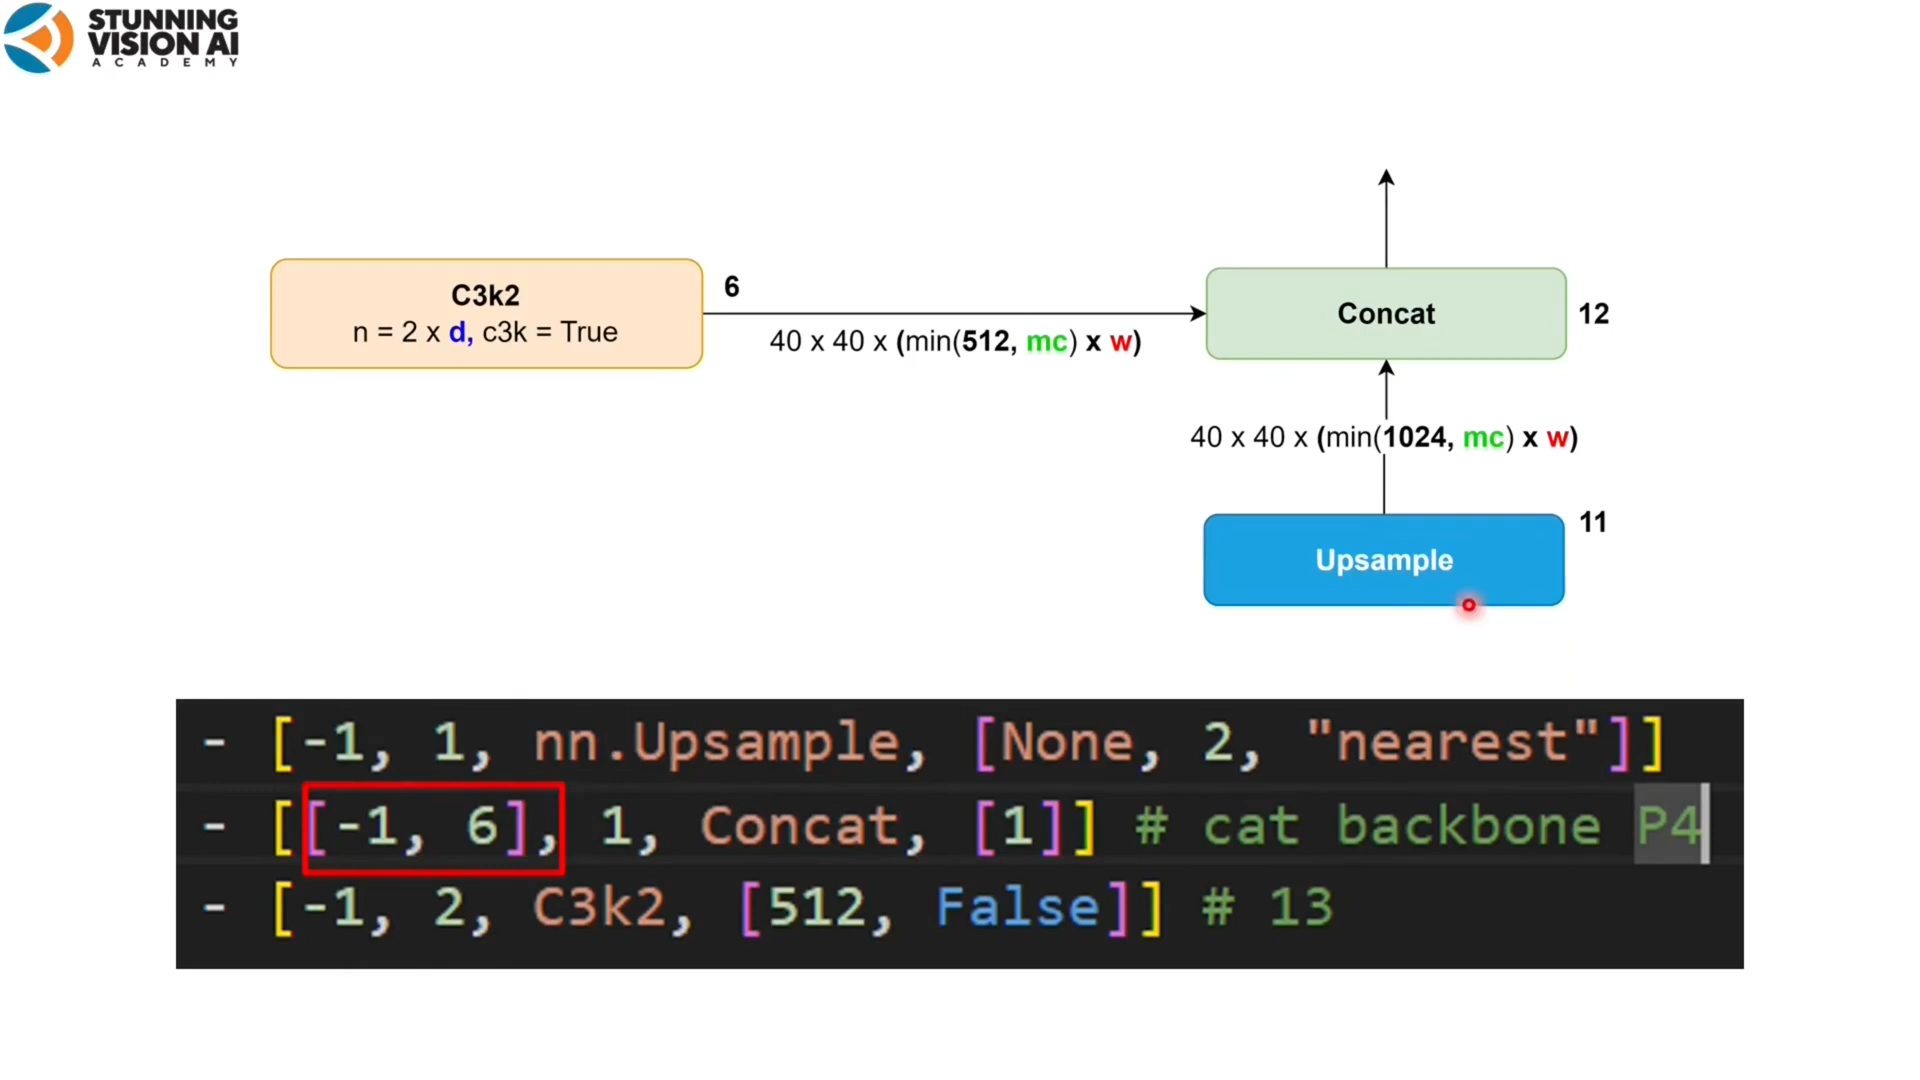 STUNNING
VISION AI
ACADEMY
C3k2
n = 2 x d, c3k = True
6
40 x 40 x (min(512, mc) x w)
Concat
12
40 x 40 x (min(1024, mc) x w)
11
Upsample
- [-1, 1, nn.Upsample, [None, 2, "nearest"]]
- [[-1, 6], 1, Concat, [1]] # cat backbone P4
- [-1, 2, C3k2, [512, False]] # 13